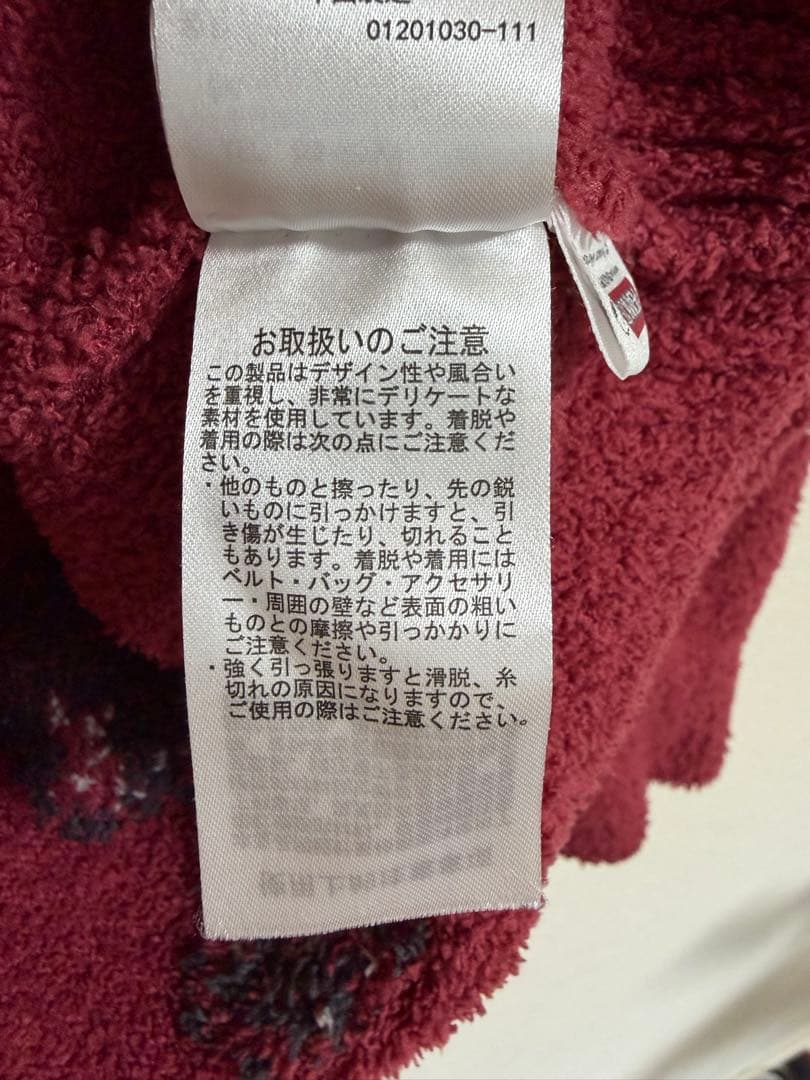 01201030-111
お取扱いのご注意
この製品はデザイン性や風合い
を重視し、非常にデリケートな
素材を使用しています。着脱や
着用の際は次の点にご注意くだ
さい。
・他のものと擦ったり、先の鋭
いものに引っかけますと、引
き傷が生じたり、切れること
もあります。着脱や着用には
ベルト・バッグ・アクセサリ
ー・周囲の壁など表面の粗い
ものとの摩擦や引っかかりに
ご注意ください。
・強く引っ張りますと滑脱、糸
切れの原因になりますので、
ご使用の際はご注意ください。